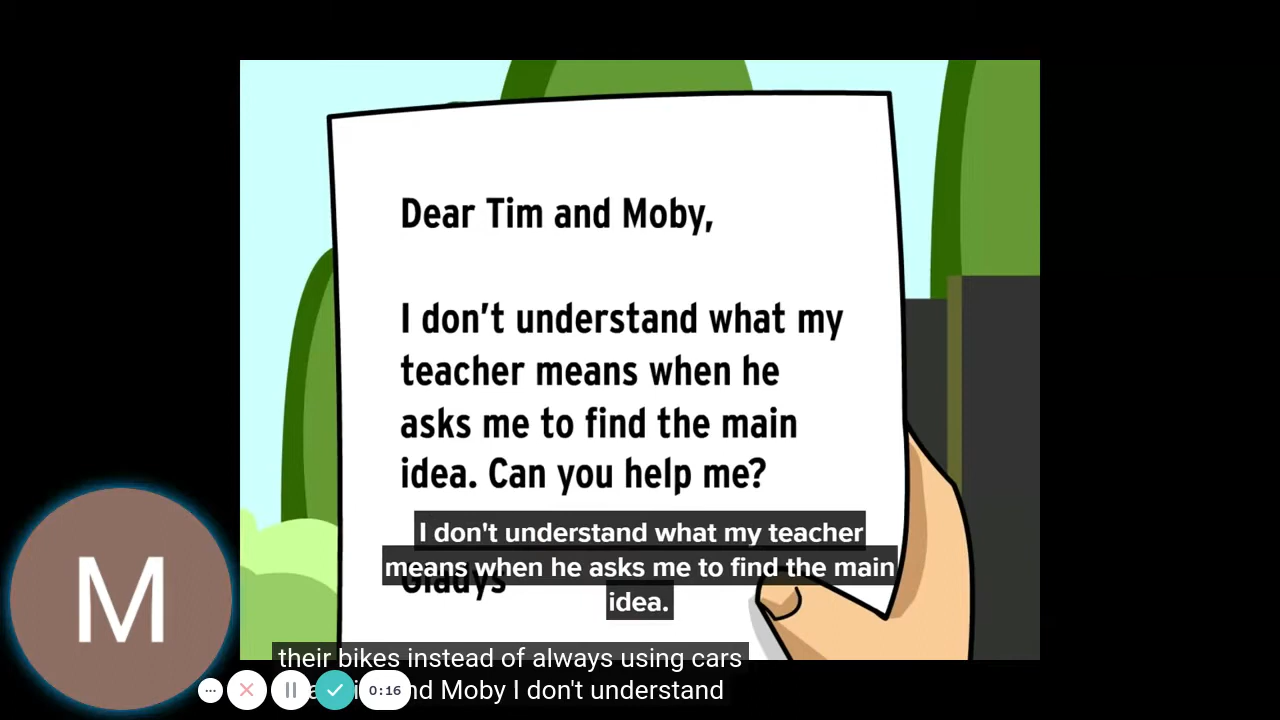 Dear Tim and Moby,
I don't understand what my
teacher means when he
asks me to find the main
idea. Can you help me?
I don't understand what my teacher
means when he asks me to find the main
idea.
Gladys
M
their bikes instead of always using cars
and Moby I don't understand
0:16